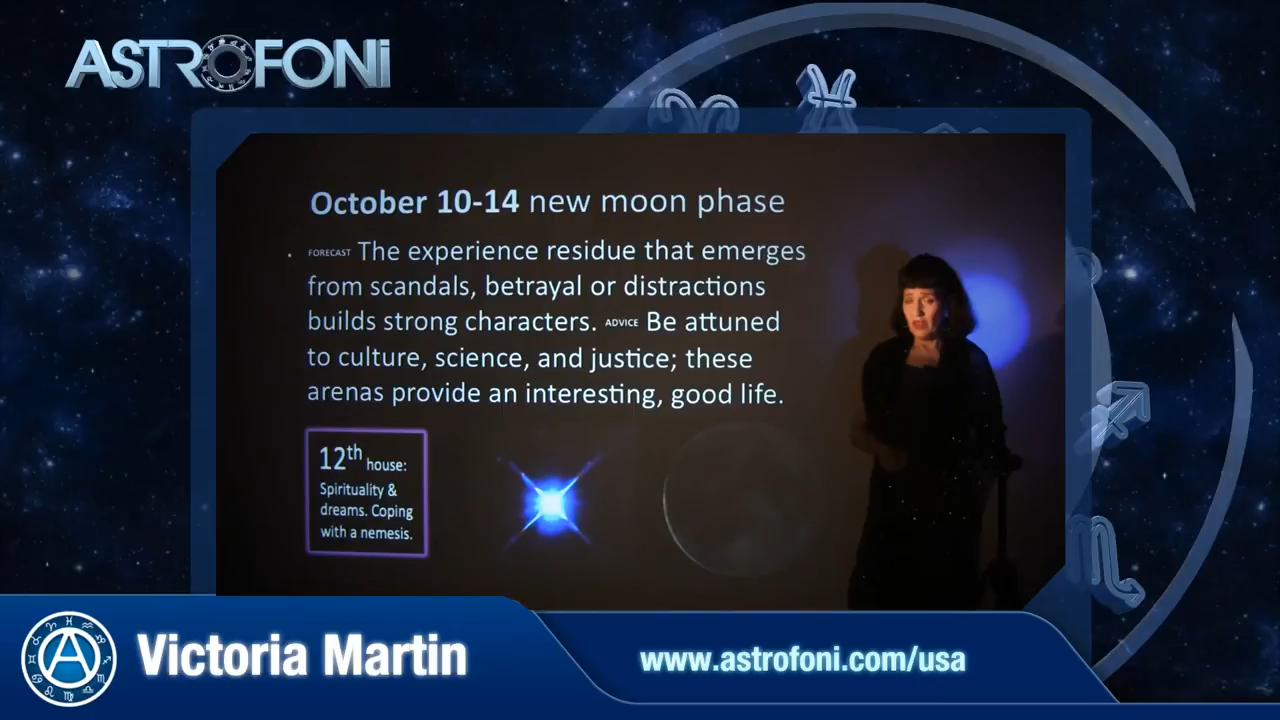 ASTROFONi
October 10-14 new moon phase
. FORECAST The experience residue that emerges
from scandals, betrayal or distractions
builds strong characters. ADVICE Be attuned
to culture, science, and justice; these
arenas provide an interesting, good life.
12th house:
Spirituality &
dreams. Coping
with a nemesis.
Victoria Martin
www.astrofoni.com/usa